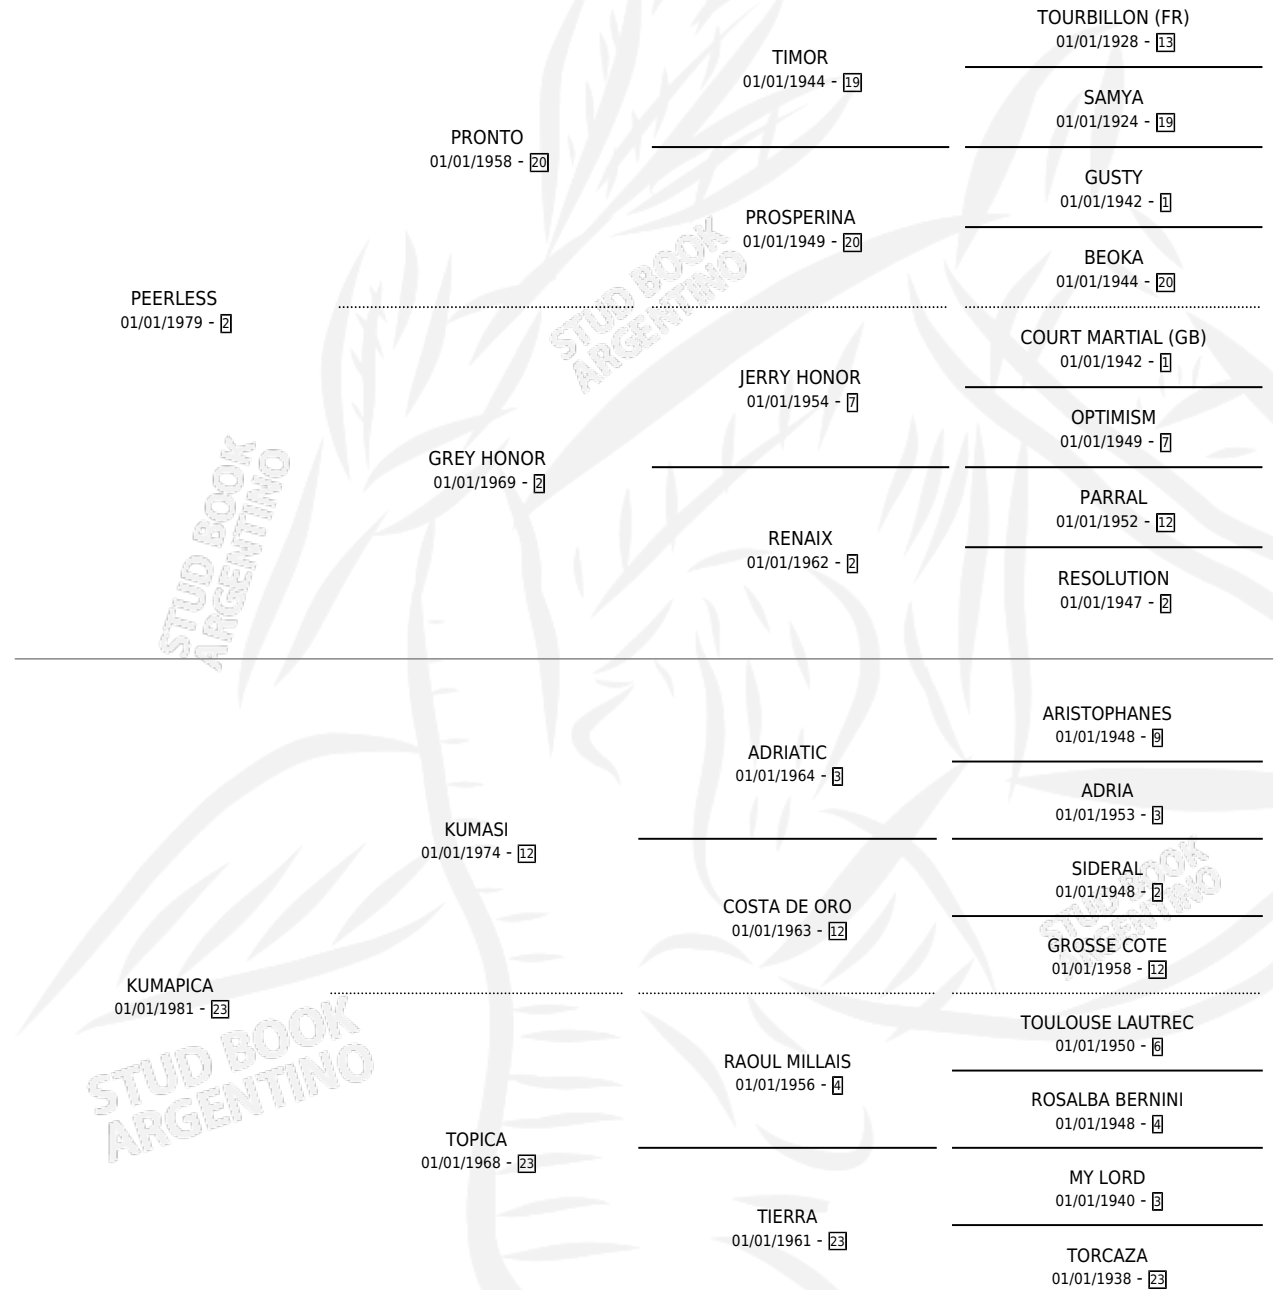 TOURBILLON (FR)
01/01/1928 - 13
TIMOR
01/01/1944 - 19
SAMYA
01/01/1924 - 19
PRONTO
01/01/1958 - 20
GUSTY
01/01/1942 - 1
PROSPERINA
01/01/1949 - 20
BEOKA
01/01/1944 - 20
PEERLESS
01/01/1979 - 2
STUD BOOK
ARGENTINO
COURT MARTIAL (GB)
01/01/1942 - 1
JERRY HONOR
01/01/1954 - 7
OPTIMISM
01/01/1949 - 7
GREY HONOR
01/01/1969 - 2
PARRAL
01/01/1952 - 12
RENAIX
01/01/1962 - 2
RESOLUTION
01/01/1947 - 2
STUD BOOK
ARGENTINO
ARISTOPHANES
01/01/1948 - 9
ADRIATIC
01/01/1964 - 3
ADRIA
01/01/1953 - 3
KUMASI
01/01/1974 - 12
SIDERAL
01/01/1948 - 2
COSTA DE ORO
01/01/1963 - 12
STUD BOOK
ARGENTINO
GROSSE COTE
01/01/1958 - 12
KUMAPICA
01/01/1981 - 23
STUD BOOK
ARGENTINO
TOULOUSE LAUTREC
01/01/1950 - 6
RAOUL MILLAIS
01/01/1956 - 4
ROSALBA BERNINI
01/01/1948 - 4
TOPICA
01/01/1968 - 23
MY LORD
01/01/1940 - 3
TIERRA
01/01/1961 - 23
TORCAZA
01/01/1938 - 23